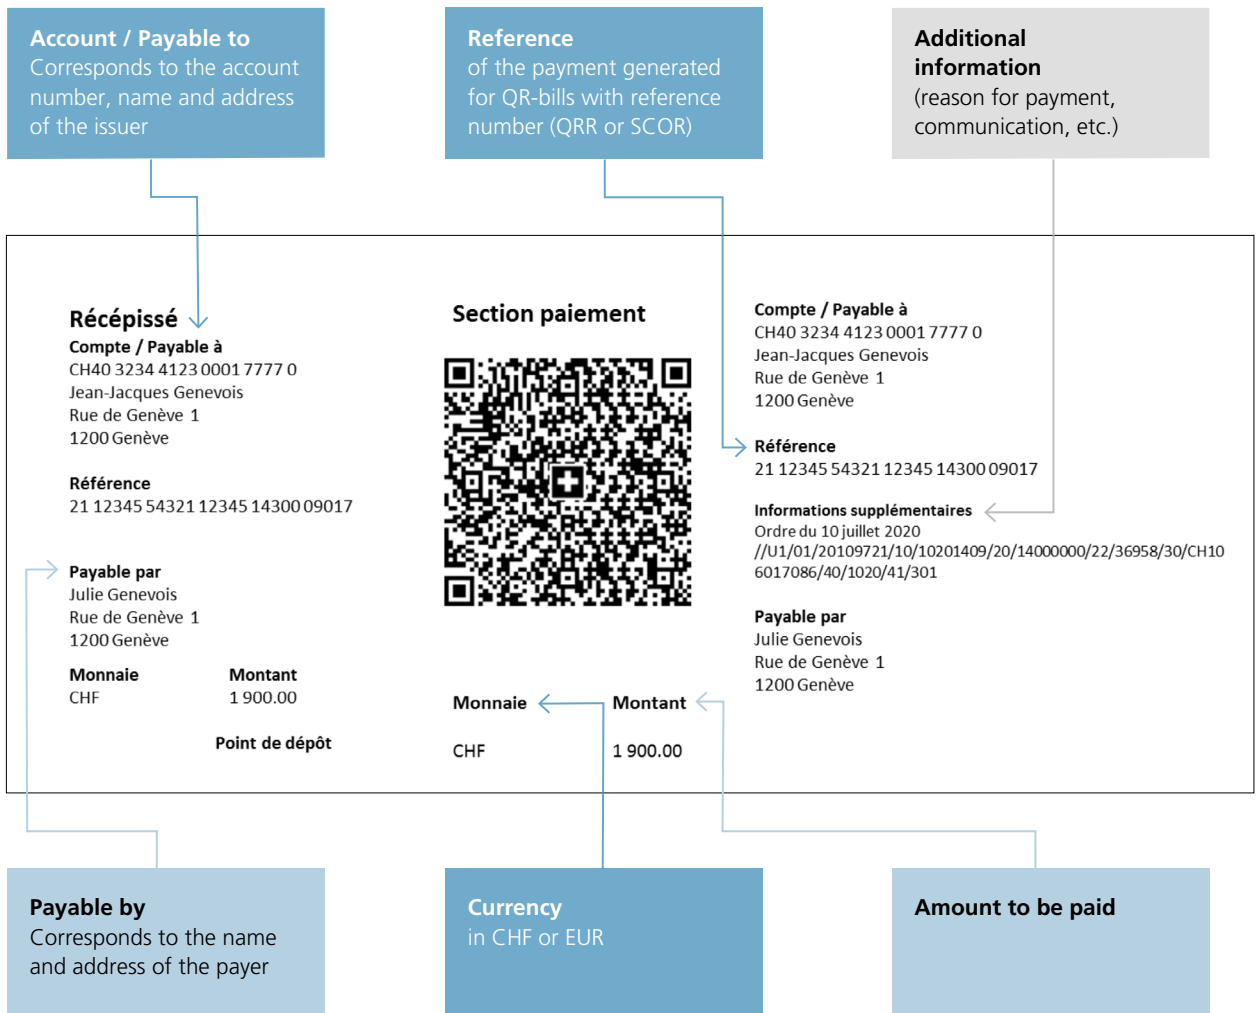 Account / Payable to
Corresponds to the account
number, name and address
of the issuer
Reference
of the payment generated
for QR-bills with reference
number (QRR or SCOR)
Additional
information
(reason for payment,
communication, etc.)
Récépissé
Compte / Payable à
CH40 3234 4123 0001 7777 0
Jean-Jacques Genevois
Rue de Genève 1
1200 Genève
Référence
21 12345 54321 12345 14300 09017
Payable par
Julie Genevois
Rue de Genève 1
1200 Genève
Monnaie Montant
CHF 1 900.00
Point de dépôt
Section paiement
Monnaie Montant
CHF 1 900.00
Compte / Payable à
CH40 3234 4123 0001 7777 0
Jean-Jacques Genevois
Rue de Genève 1
1200 Genève
Référence
21 12345 54321 12345 14300 09017
Informations supplémentaires
Ordre du 10 juillet 2020
//U1/01/20109721/10/10201409/20/14000000/22/36958/30/CH10
6017086/40/1020/41/301
Payable par
Julie Genevois
Rue de Genève 1
1200 Genève
Payable by
Corresponds to the name
and address of the payer
Currency
in CHF or EUR
Amount to be paid